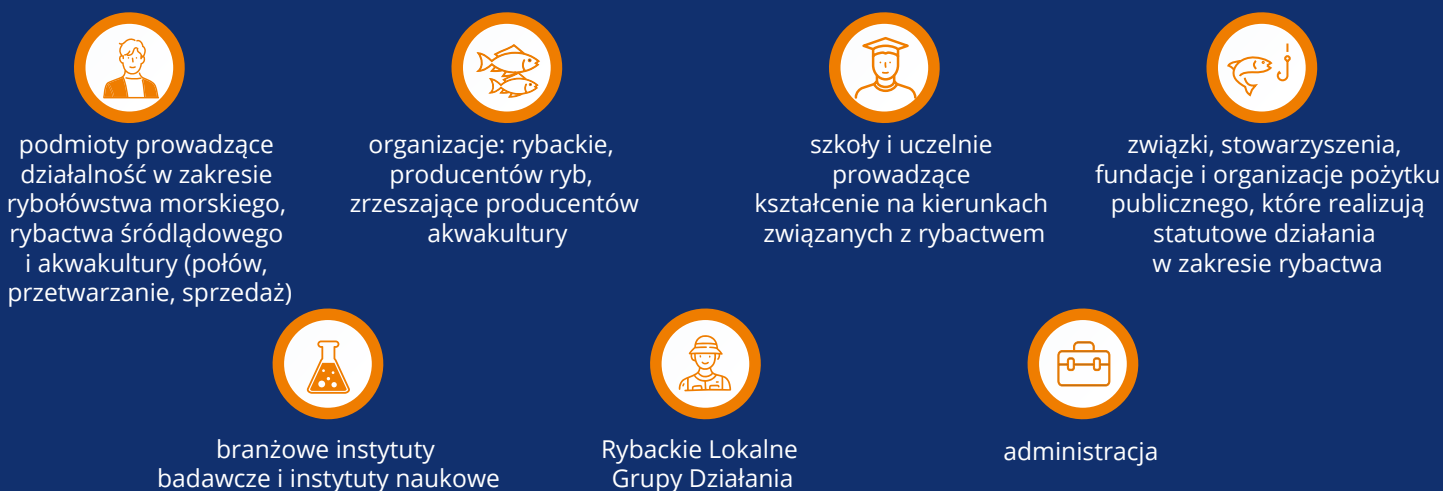 podmioty prowadzące
działalność w zakresie
rybołówstwa morskiego,
rybactwa śródlądowego
i akwakultury (połów,
przetwarzanie, sprzedaż)
organizacje: rybackie,
producentów ryb,
zrzeszające producentów
akwakultury
szkoły i uczelnie
prowadzące
kształcenie na kierunkach
związanych z rybactwem
związki, stowarzyszenia,
fundacje i organizacje pożytku
publicznego, które realizują
statutowe działania
w zakresie rybactwa
branżowe instytuty
badawcze i instytuty naukowe
Rybackie Lokalne
Grupy Działania
administracja